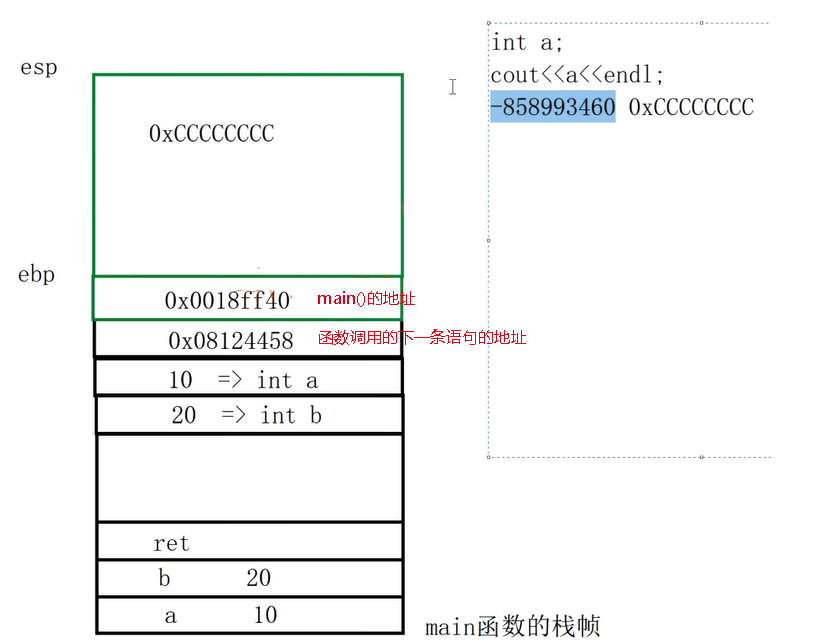 int a;
esp
cout<<a<<endl;
-858993460 0xCCCCCCCC
0xCCCCCCCC
ebp
0x0018ff40 main()的地址
0x08124458 函数调用的下一条语句的地址
10 => int a
20 => int b
ret
b 20
a 10
main函数的栈帧